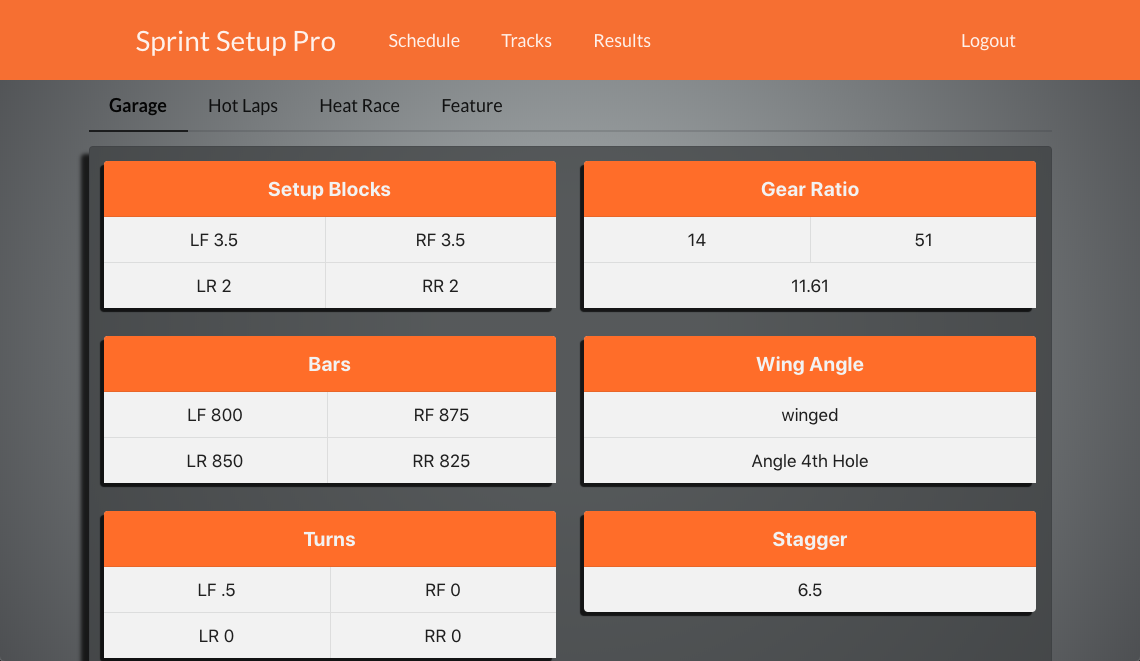 Sprint Setup Pro Schedule Tracks Results Logout
Garage Hot Laps Heat Race Feature
Setup Blocks
LF 3.5 RF 3.5
LR 2 RR 2
Gear Ratio
14 51
11.61
Bars
LF 800 RF 875
LR 850 RR 825
Wing Angle
winged
Angle 4th Hole
Turns
LF .5 RF 0
LR 0 RR 0
Stagger
6.5